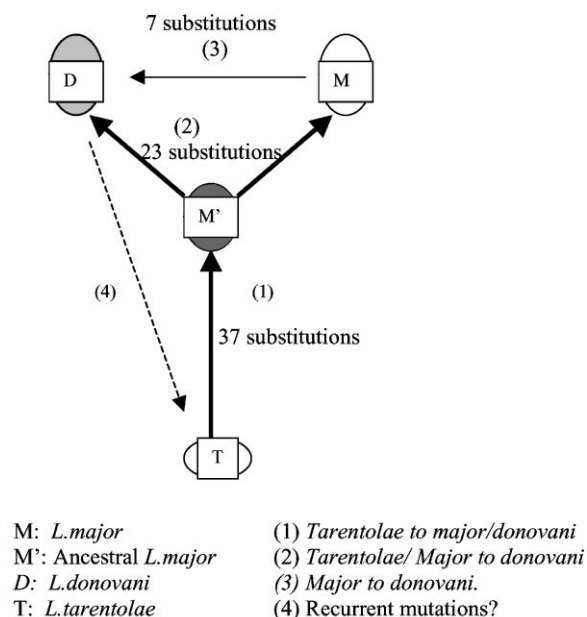 7 substitutions
(3)
D
M
(2)
23 substitutions
M’
(4)
(1)
37 substitutions
T
M: L.major
M’: Ancestral L.major
D: L.donovani
T: L.tarentolae
(1) Tarentolae to major/donovani
(2) Tarentolae/ Major to donovani
(3) Major to donovani.
(4) Recurrent mutations?